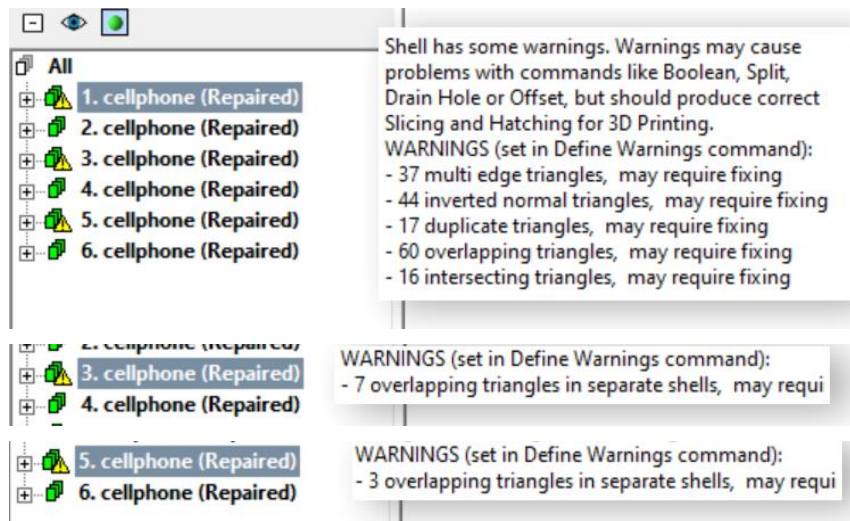 All
1. cellphone (Repaired)
2. cellphone (Repaired)
3. cellphone (Repaired)
4. cellphone (Repaired)
5. cellphone (Repaired)
6. cellphone (Repaired)
Shell has some warnings. Warnings may cause
problems with commands like Boolean, Split,
Drain Hole or Offset, but should produce correct
Slicing and Hatching for 3D Printing.
WARNINGS (set in Define Warnings command):
- 37 multi edge triangles, may require fixing
- 44 inverted normal triangles, may require fixing
- 17 duplicate triangles, may require fixing
- 60 overlapping triangles, may require fixing
- 16 intersecting triangles, may require fixing
2. cellphone (Repaired)
3. cellphone (Repaired)
4. cellphone (Repaired)
WARNINGS (set in Define Warnings command):
- 7 overlapping triangles in separate shells, may requi
5. cellphone (Repaired)
6. cellphone (Repaired)
WARNINGS (set in Define Warnings command):
- 3 overlapping triangles in separate shells, may requi